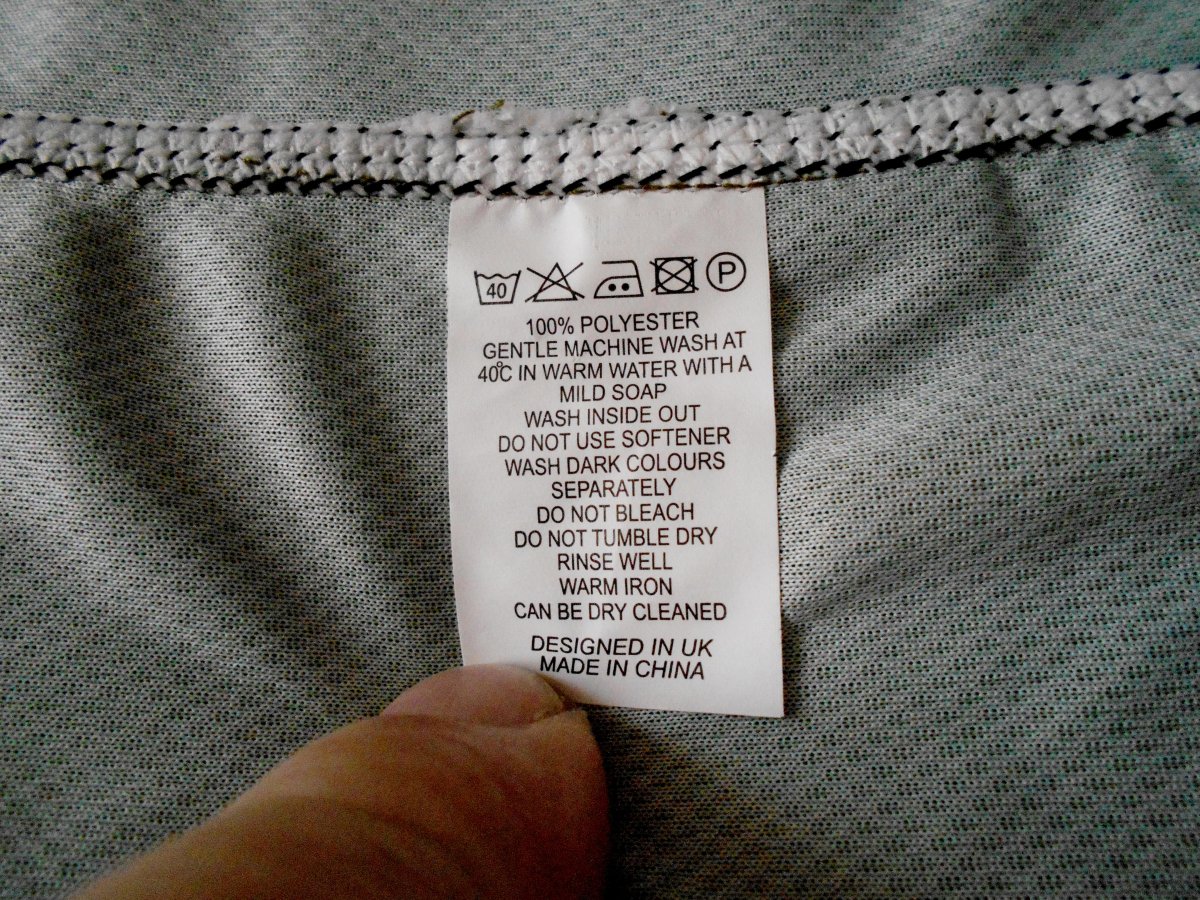 40 P
100% POLYESTER
GENTLE MACHINE WASH AT
40°C IN WARM WATER WITH A
MILD SOAP
WASH INSIDE OUT
DO NOT USE SOFTENER
WASH DARK COLOURS
SEPARATELY
DO NOT BLEACH
DO NOT TUMBLE DRY
RINSE WELL
WARM IRON
CAN BE DRY CLEANED
DESIGNED IN UK
MADE IN CHINA